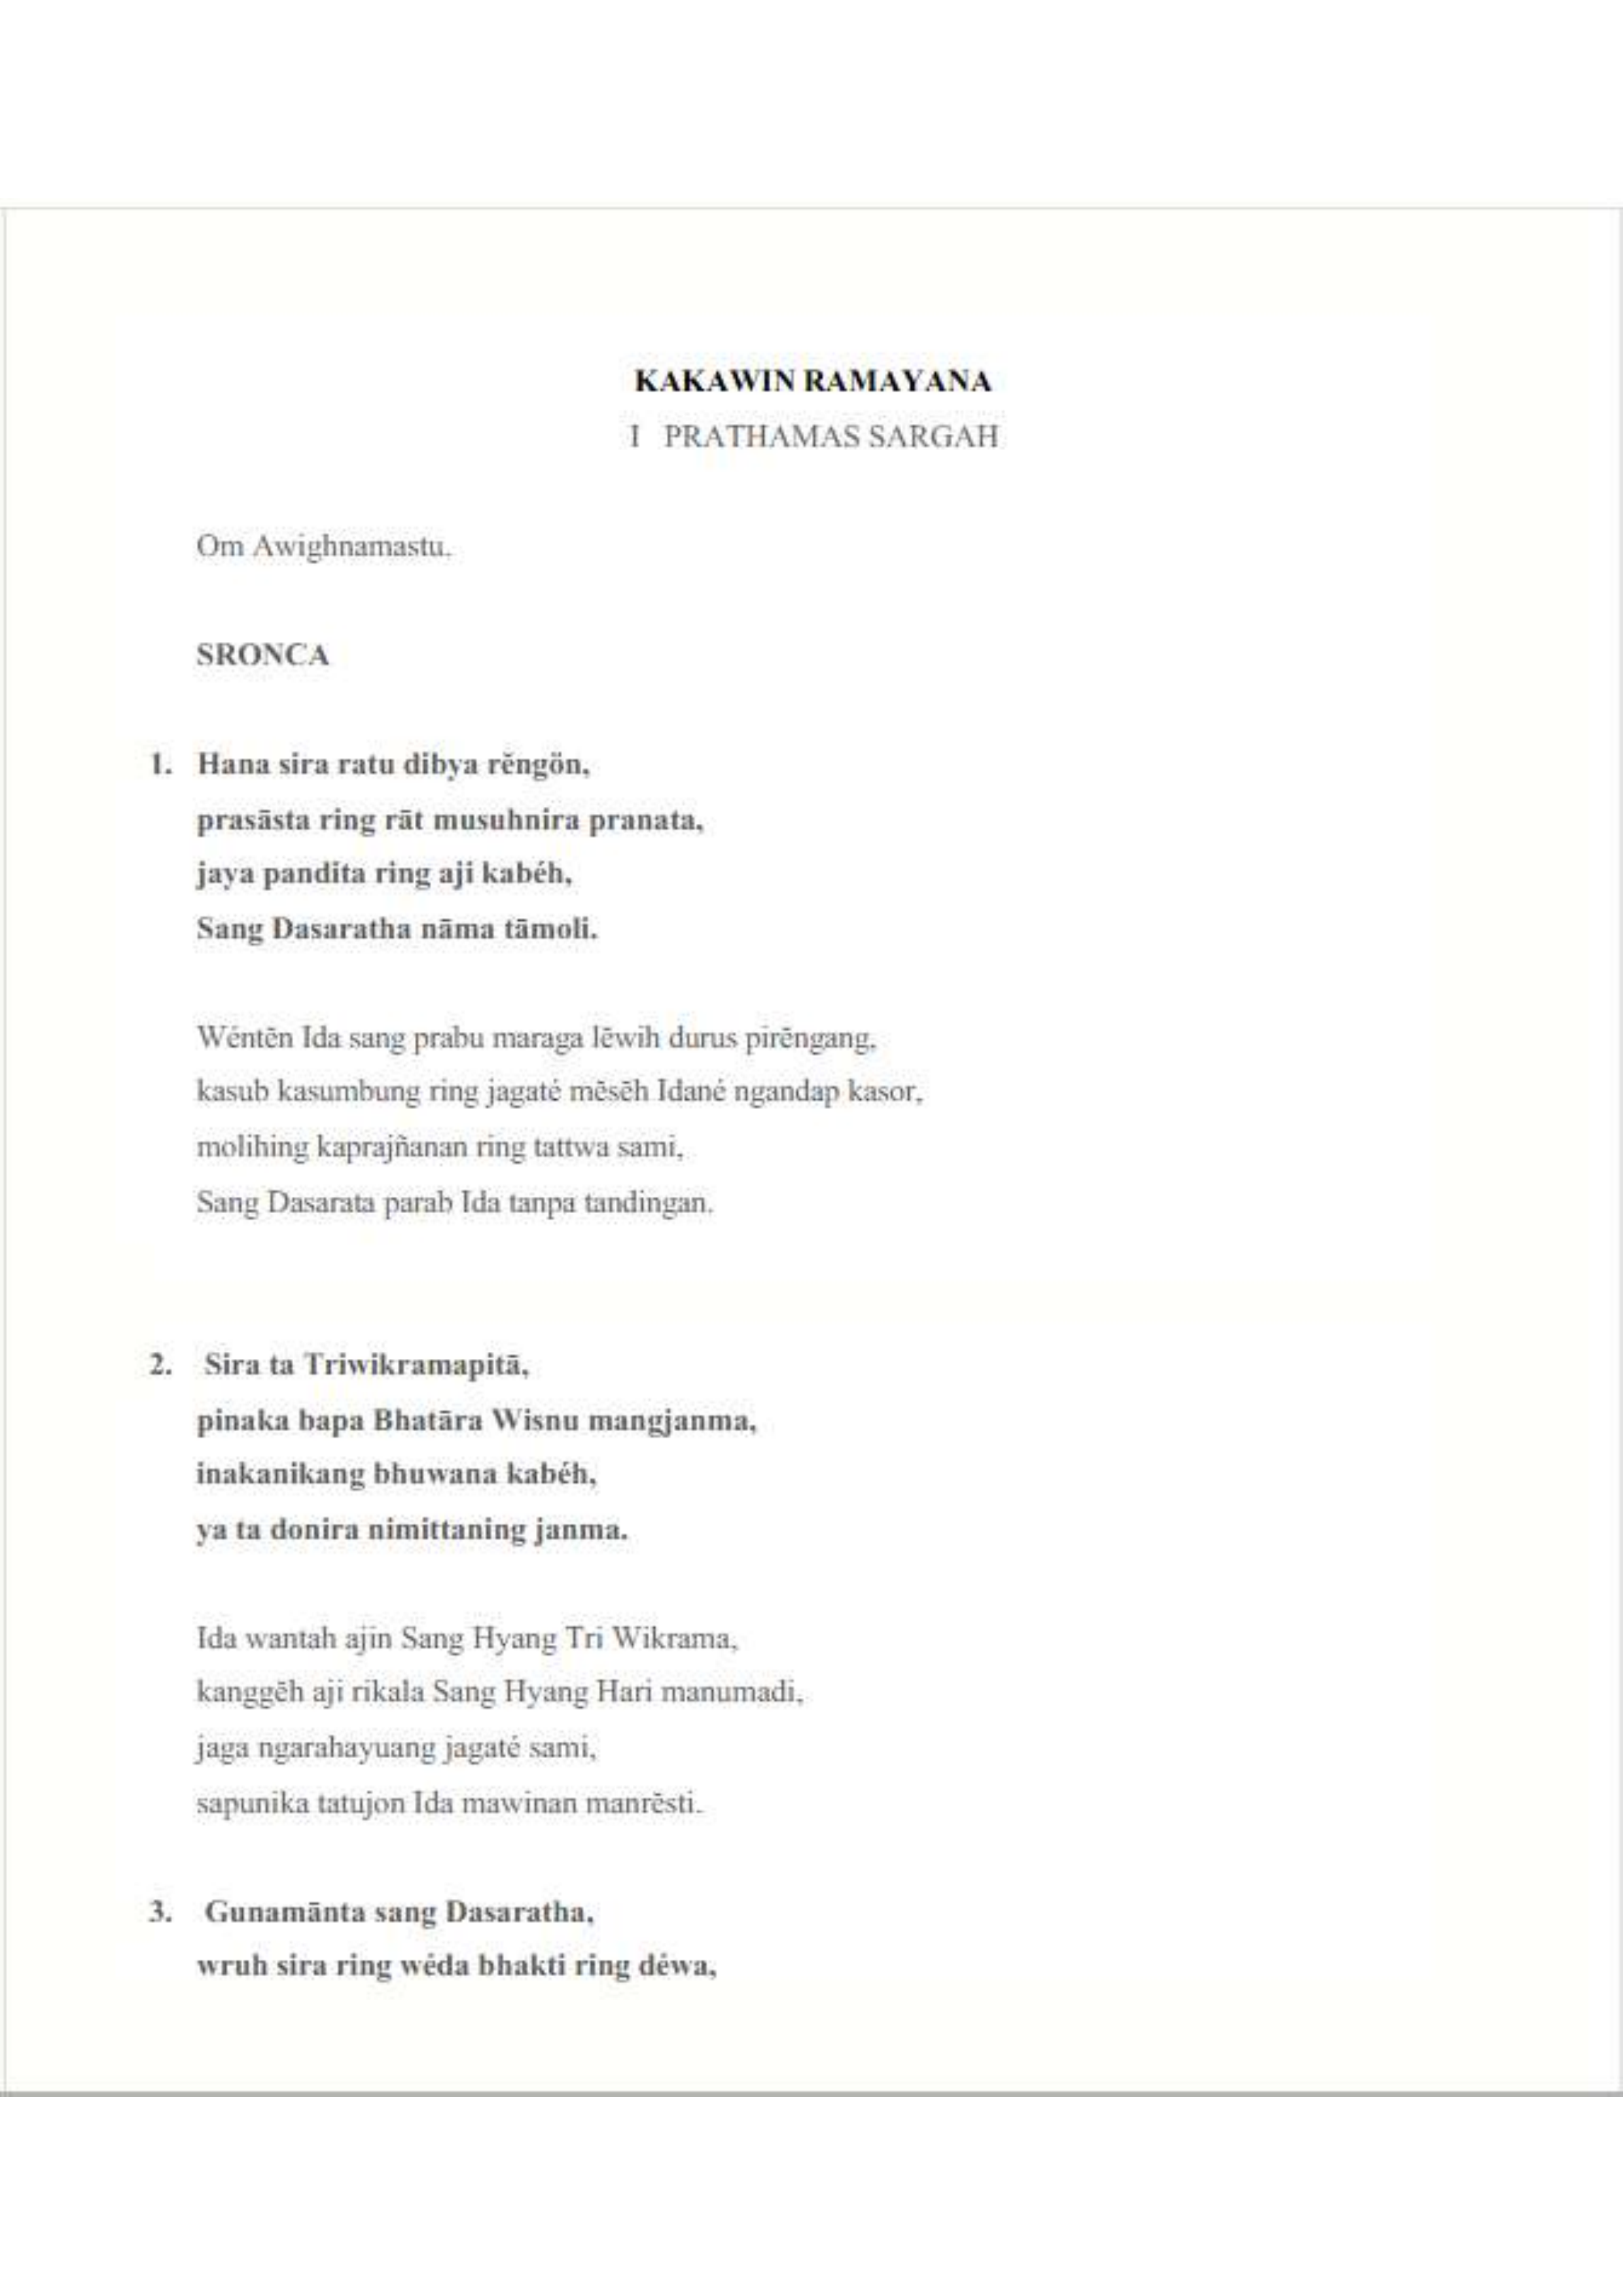 KAKAWIN RAMAYANA
I PRATHAMAS SARGAH
Om Awighnamastu.
SRONCA
1. Hana sira ratu dibya rĕngön,
prasāsta ring rāt musuhnira pranata,
jaya pandita ring aji kabéh,
Sang Dasaratha nāma tāmoli.
Wéntĕn Ida sang prabu maraga lĕwih durus pirĕngang,
kasub kasumbung ring jagaté mĕsĕh Idané ngandap kasor,
molihing kaprajñanan ring tattwa sami,
Sang Dasarata parab Ida tanpa tandingan.
2. Sira ta Triwikramapitā,
pinaka bapa Bhatāra Wisnu mangjanma,
inakanikang bhuwana kabéh,
ya ta donira nimittaning janma.
Ida wantah ajin Sang Hyang Tri Wikrama,
kanggĕh aji rikala Sang Hyang Hari manumadi,
jaga ngarahayuang jagaté sami,
sapunika tatujon Ida mawinan manrĕsti.
3. Gunamānta sang Dasaratha,
wruh sira ring wéda bhakti ring déwa,